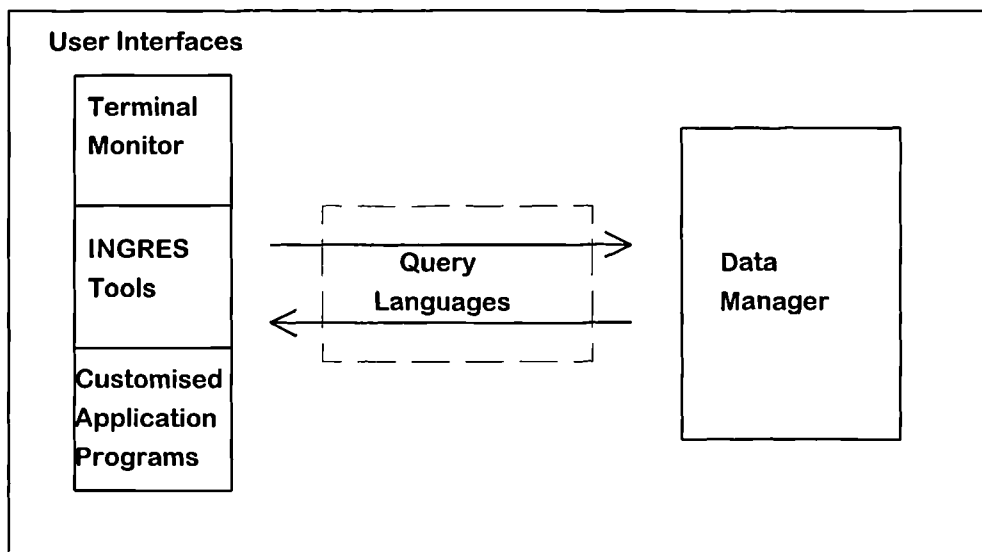 User Interfaces
Terminal
Monitor
INGRES
Tools
Customised
Application
Programs
Query
Languages
Data
Manager